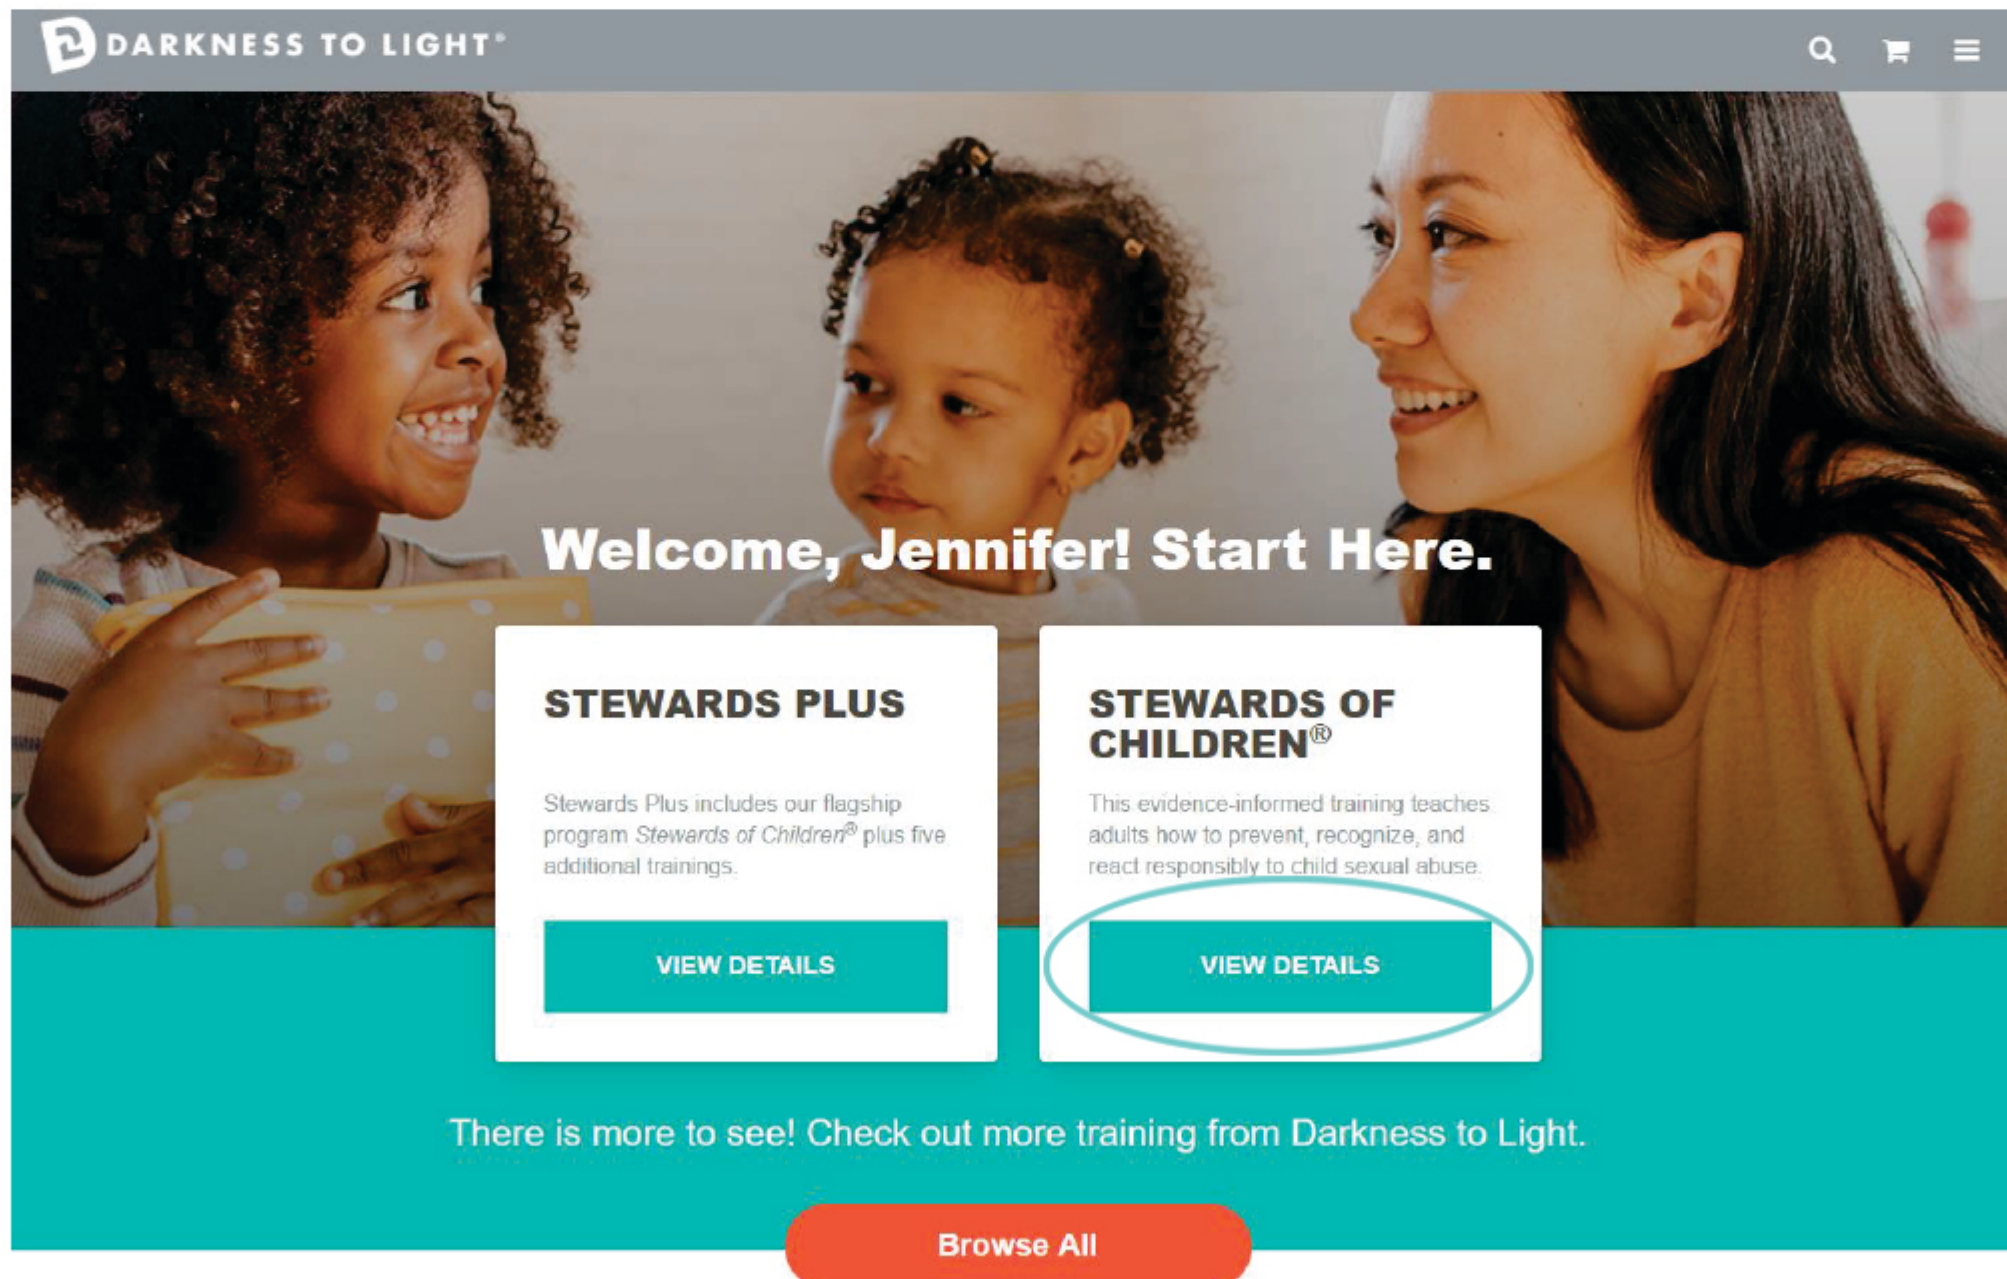 DARKNESS TO LIGHT®
Welcome, Jennifer! Start Here.
STEWARDS PLUS
Stewards Plus includes our flagship
program Stewards of Children® plus five
additional trainings.
VIEW DETAILS
STEWARDS OF
CHILDREN®
This evidence-informed training teaches
adults how to prevent, recognize, and
react responsibly to child sexual abuse.
VIEW DETAILS
There is more to see! Check out more training from Darkness to Light.
Browse All